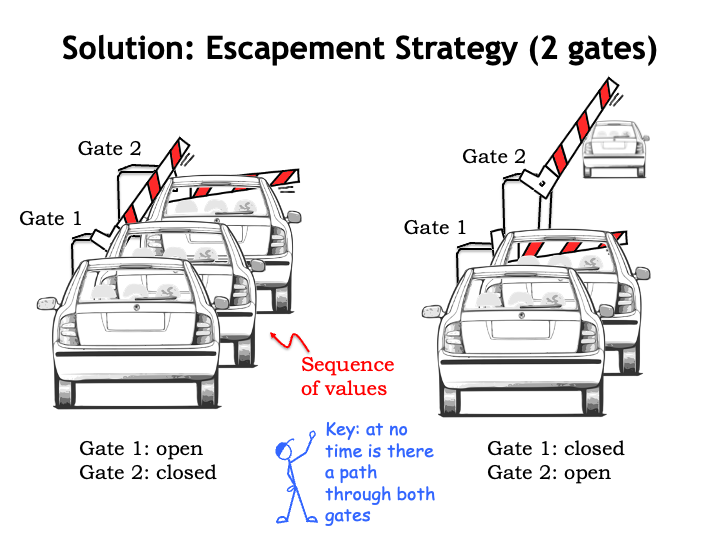 Solution: Escapement Strategy (2 gates)
Gate 2
Gate 1
Gate 2
Gate 1
Sequence
of values
Gate 1: open
Gate 2: closed
Key: at no
time is there
a path
through both
gates
Gate 1: closed
Gate 2: open